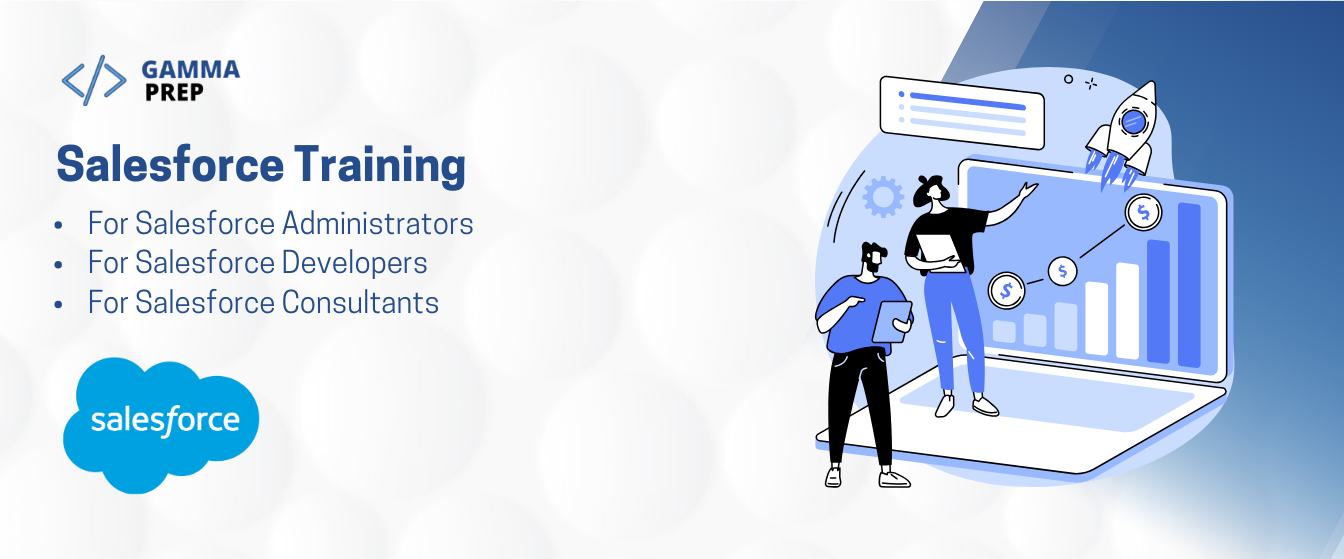 </> GAMMA
PREP
Salesforce Training
• For Salesforce Administrators
• For Salesforce Developers
• For Salesforce Consultants
salesforce
$
$
$